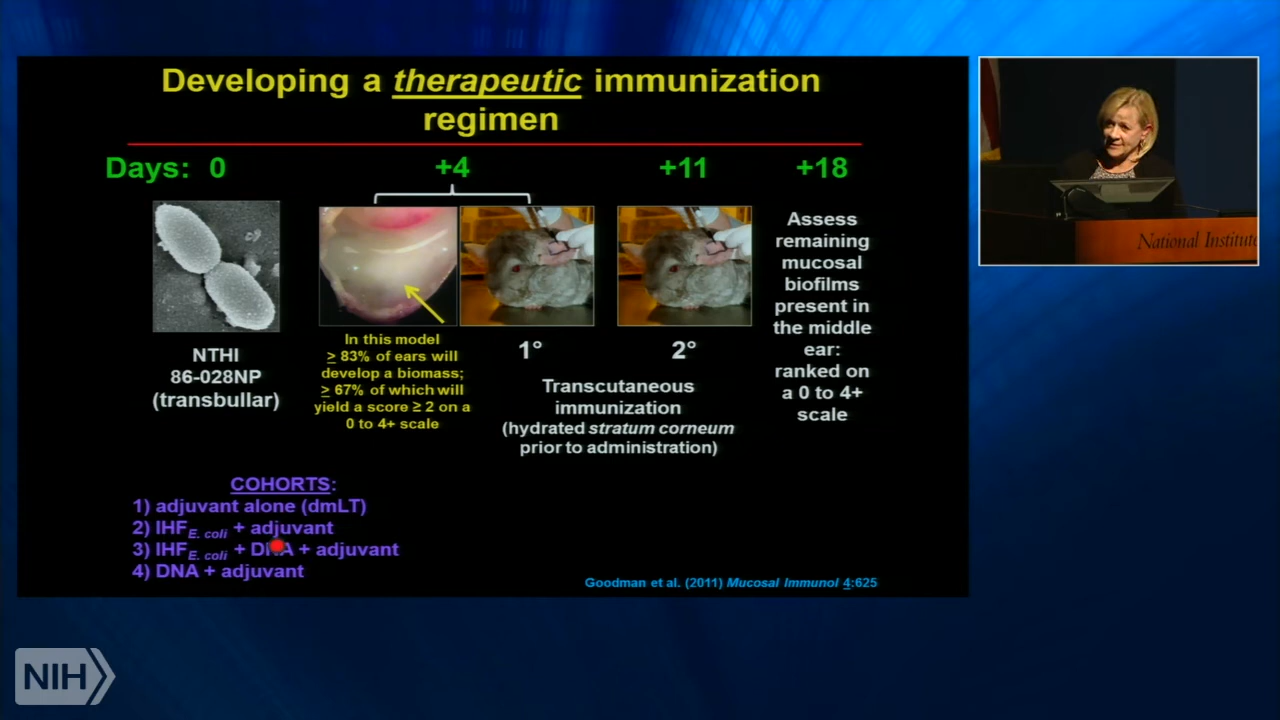 Developing a therapeutic immunization
regimen
Days: 0 +4 +11 +18
NTHI
86-028NP
(transbullar)
In this model
≥ 83% of ears will
develop a biomass;
≥ 67% of which will
yield a score ≥ 2 on a
0 to 4+ scale
1° 2°
Transcutaneous
immunization
(hydrated stratum corneum
prior to administration)
Assess
remaining
mucosal
biofilms
present in
the middle
ear:
ranked on
a 0 to 4+
scale
COHORTS:
1) adjuvant alone (dmLT)
2) IHF E. coli + adjuvant
3) IHF E. coli + DNA + adjuvant
4) DNA + adjuvant
Goodman et al. (2011) Mucosal Immunol 4:625
National Institute
NIH